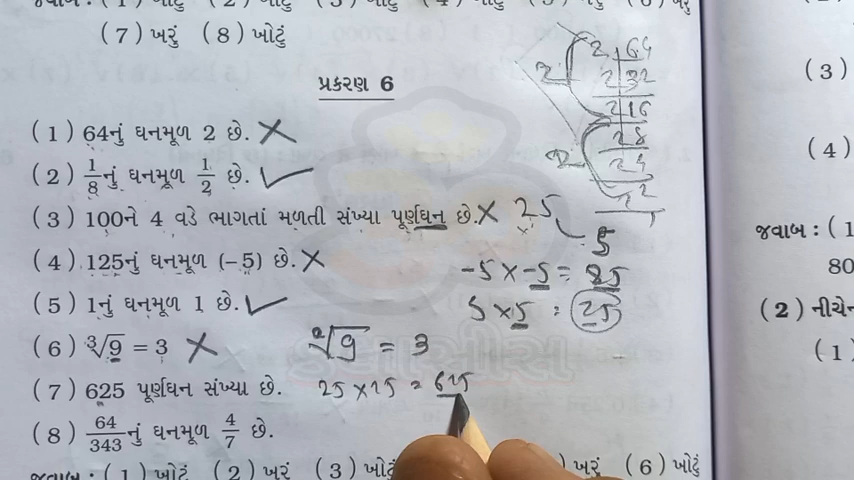 (7) ખરું (8) ખોટું
પ્રકરણ 6
(1) 64નું ઘનમૂળ 2 છે. ✗
(2) 1/8નું ઘનમૂળ 1/2 છે. ✓
(3) 100ને 4 વડે ભાગતાં મળતી સંખ્યા પૂર્ણઘન છે. ✗ 25
5
(4) 125નું ઘનમૂળ (–5) છે. ✗
-5 × -5 = 25
(5) 1નું ઘનમૂળ 1 છે. ✓
5 × 5 = 25
(6) ∛9 = 3 ✗ √9 = 3
(7) 625 પૂર્ણઘન સંખ્યા છે. 25 × 25 = 625
(8) 64/343નું ઘનમૂળ 4/7 છે.
જવાબ : (1) ખોટું (2) ખરું (3) ખોટું ખરું (6) ખોટું
2 64
2 32
2 16
2 8
2 4
2
2
2
1
(3)
(4)
જવાબ : (1
80
(2) નીચેન
(1)